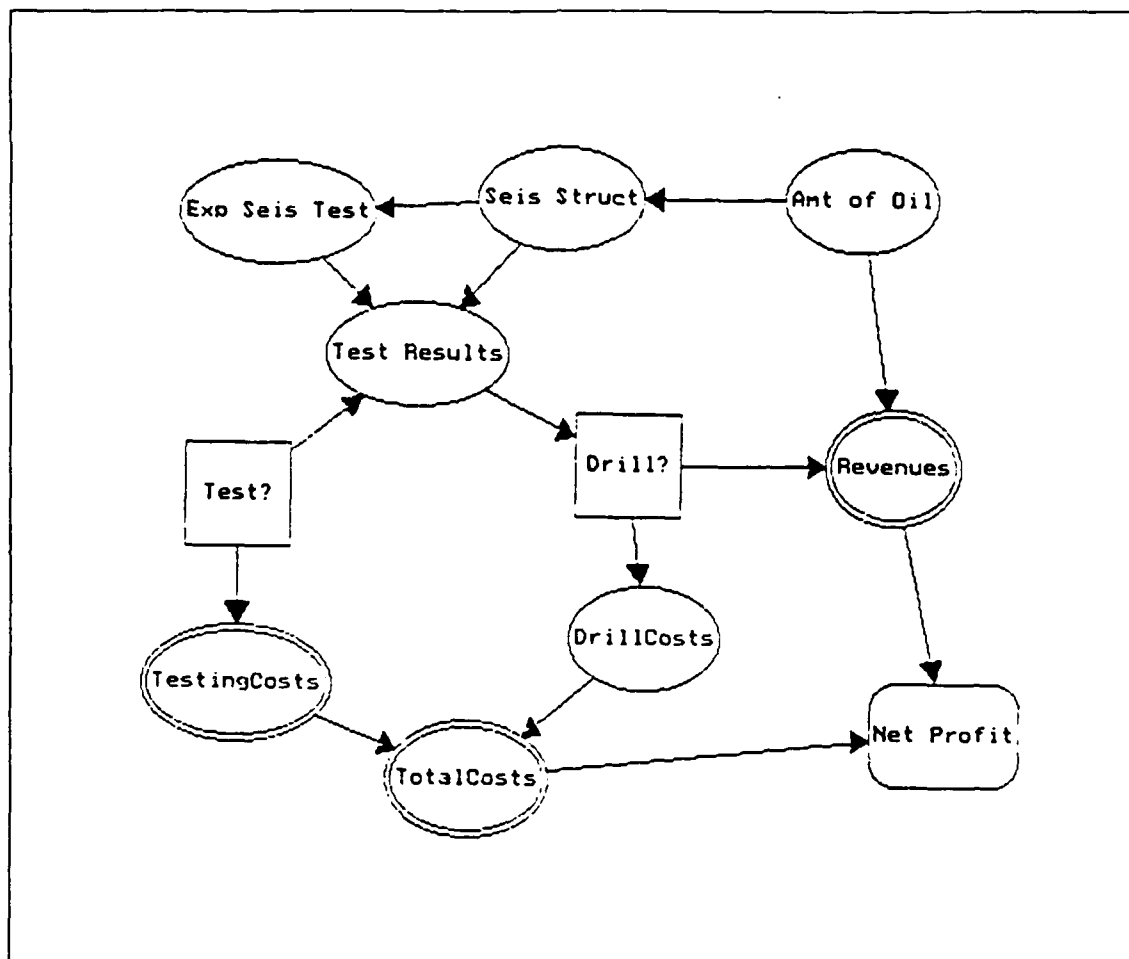 Exp Seis Test
Seis Struct
Amt of Oil
Test Results
Test?
Drill?
Revenues
TestingCosts
DrillCosts
TotalCosts
Net Profit